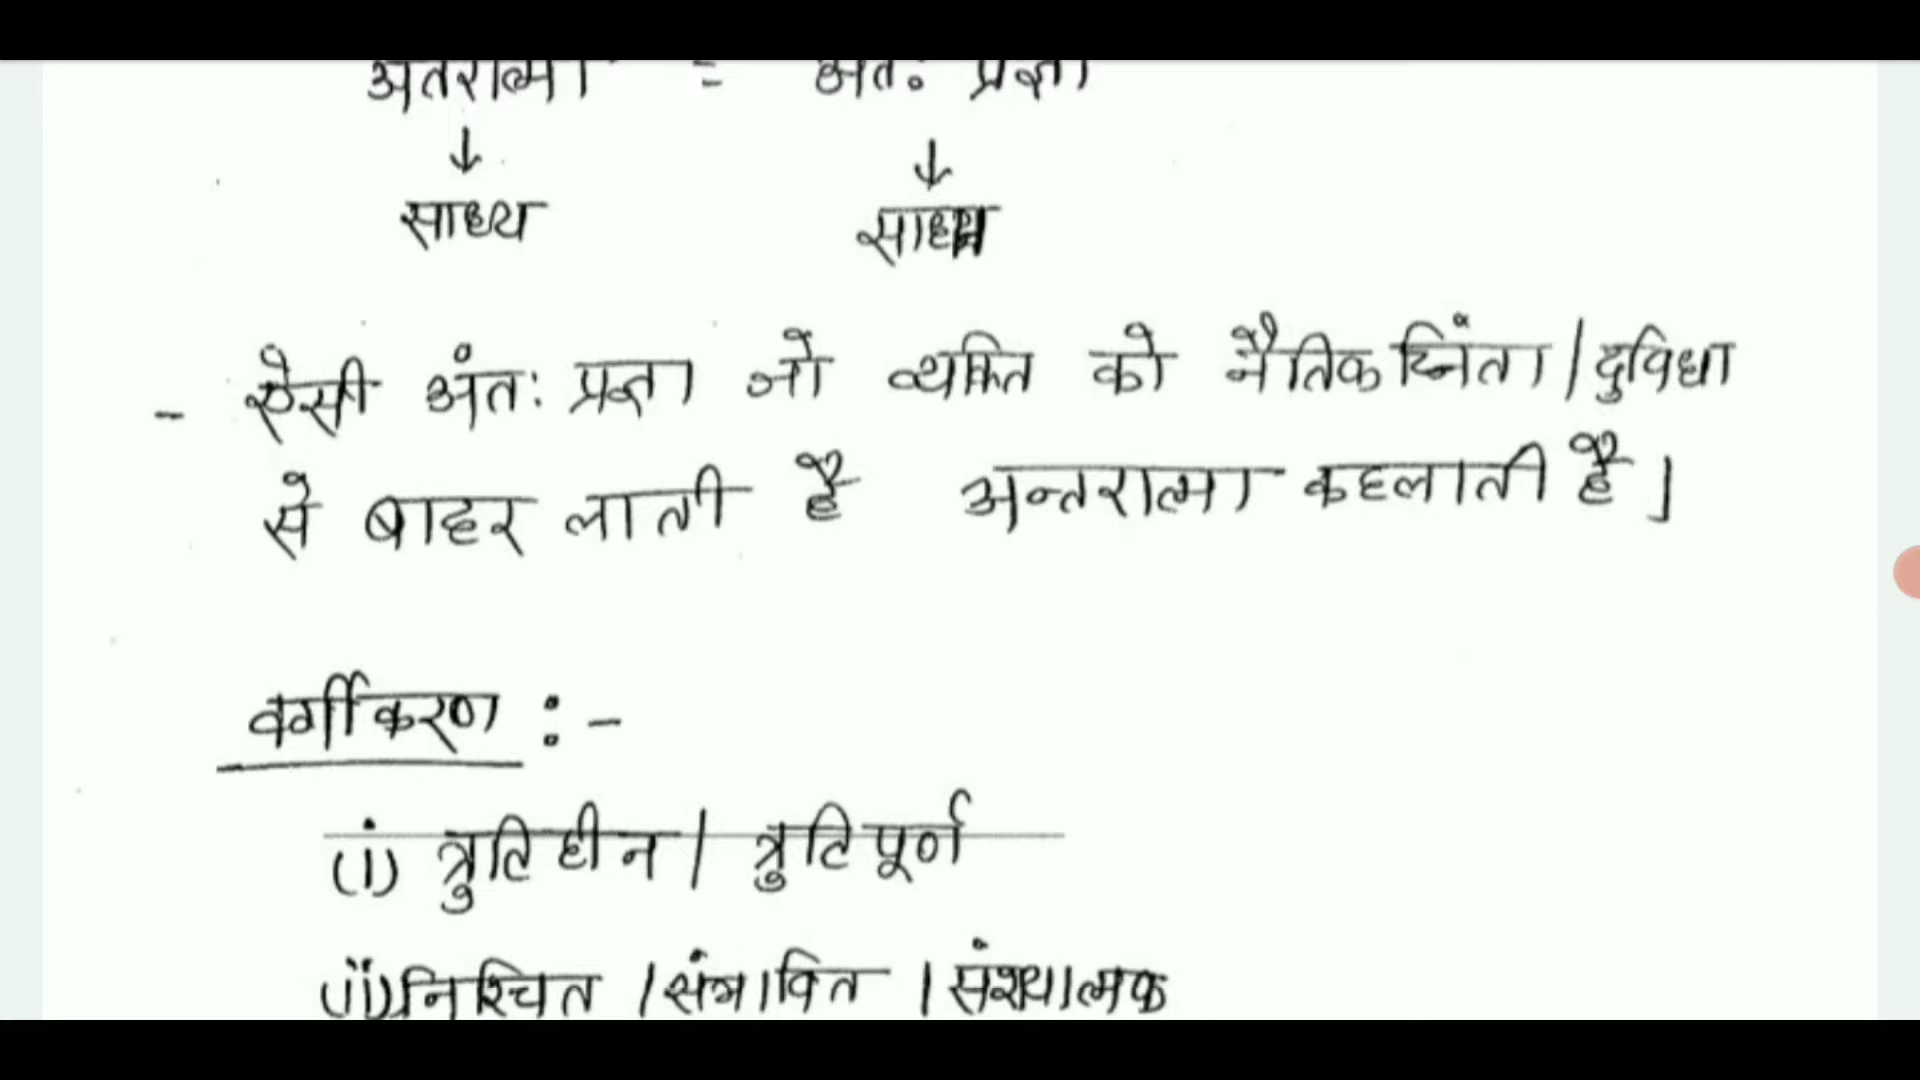 अंतरात्मा = अंत: प्रज्ञा
↓ ↓
साध्य साधन
- ऐसी अंत: प्रज्ञा जो व्यक्ति को नैतिक चिंता / दुविधा
से बाहर लाती है अन्तरात्मा कहलाती है।
वर्गीकरण :-
(i) त्रुटिहीन / त्रुटिपूर्ण
(ii) निश्चित / संभावित / संशयात्मक